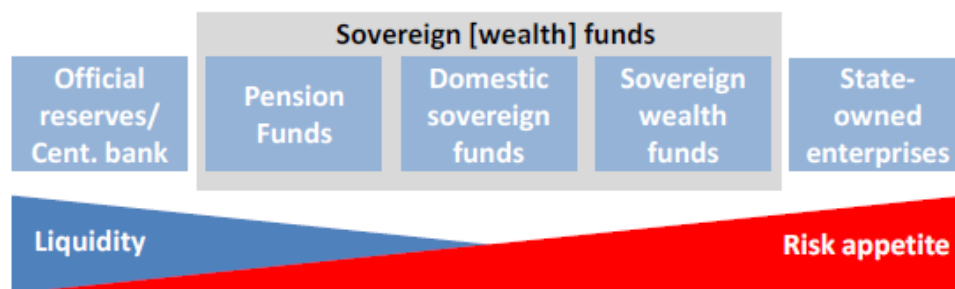 Sovereign [wealth] funds
Official
reserves/
Cent. bank
Pension
Funds
Domestic
sovereign
funds
Sovereign
wealth
funds
State-
owned
enterprises
Liquidity
Risk appetite